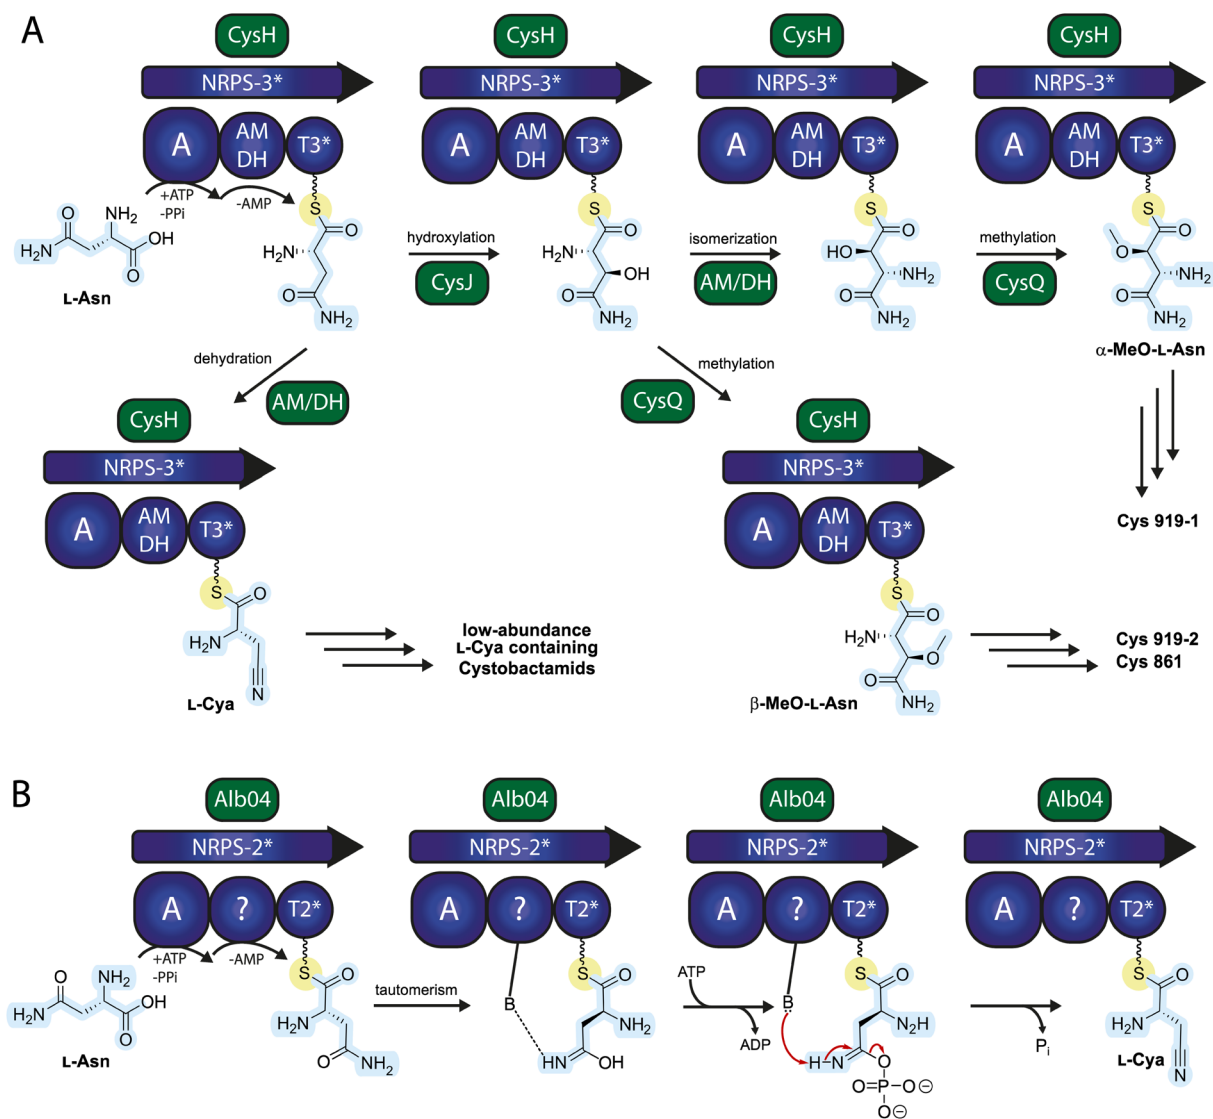 A
CysH
CysH
CysH
CysH
NRPS-3*
NRPS-3*
NRPS-3*
NRPS-3*
A
AM
DH
T3*
A
AM
DH
T3*
A
AM
DH
T3*
A
AM
DH
T3*
+ATP
-PPi
-AMP
S
S
S
S
O
NH2
OH
H2N
O
L-Asn
O
H2N
O
NH2
hydroxylation
CysJ
O
H2N
OH
O
NH2
isomerization
AM/DH
O
HO
NH2
O
NH2
methylation
CysQ
O
O
NH2
O
NH2
α-MeO-L-Asn
dehydration
AM/DH
methylation
CysQ
CysH
CysH
NRPS-3*
NRPS-3*
A
AM
DH
T3*
A
AM
DH
T3*
Cys 919-1
S
O
H2N
N
L-Cya
low-abundance
L-Cya containing
Cystobactamids
S
O
H2N
O
O
NH2
β-MeO-L-Asn
Cys 919-2
Cys 861
B
Alb04
Alb04
Alb04
Alb04
NRPS-2*
NRPS-2*
NRPS-2*
NRPS-2*
A
?
T2*
A
?
T2*
A
?
T2*
A
?
T2*
+ATP
-PPi
-AMP
O
NH2
OH
H2N
O
L-Asn
S
O
H2N
O
NH2
tautomerism
B
S
O
NH2
HN
OH
ATP
ADP
B
S
O
N2H
H
N
O
O
P
O
⊖
O
⊖
Pi
S
O
H2N
N
L-Cya